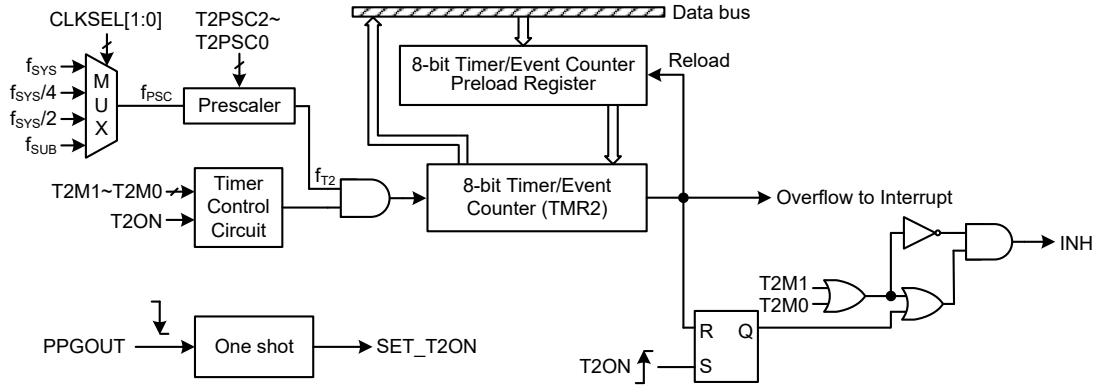 CLKSEL[1:0]
T2PSC2~
T2PSC0
Data bus
fSYS
fSYS/4
fSYS/2
fSUB
M
U
X
fPSC
Prescaler
8-bit Timer/Event Counter
Preload Register
Reload
fT2
T2M1~T2M0
T2ON
Timer
Control
Circuit
8-bit Timer/Event
Counter (TMR2)
Overflow to Interrupt
INH
T2M1
T2M0
R
Q
S
T2ON
PPGOUT
One shot
SET_T2ON